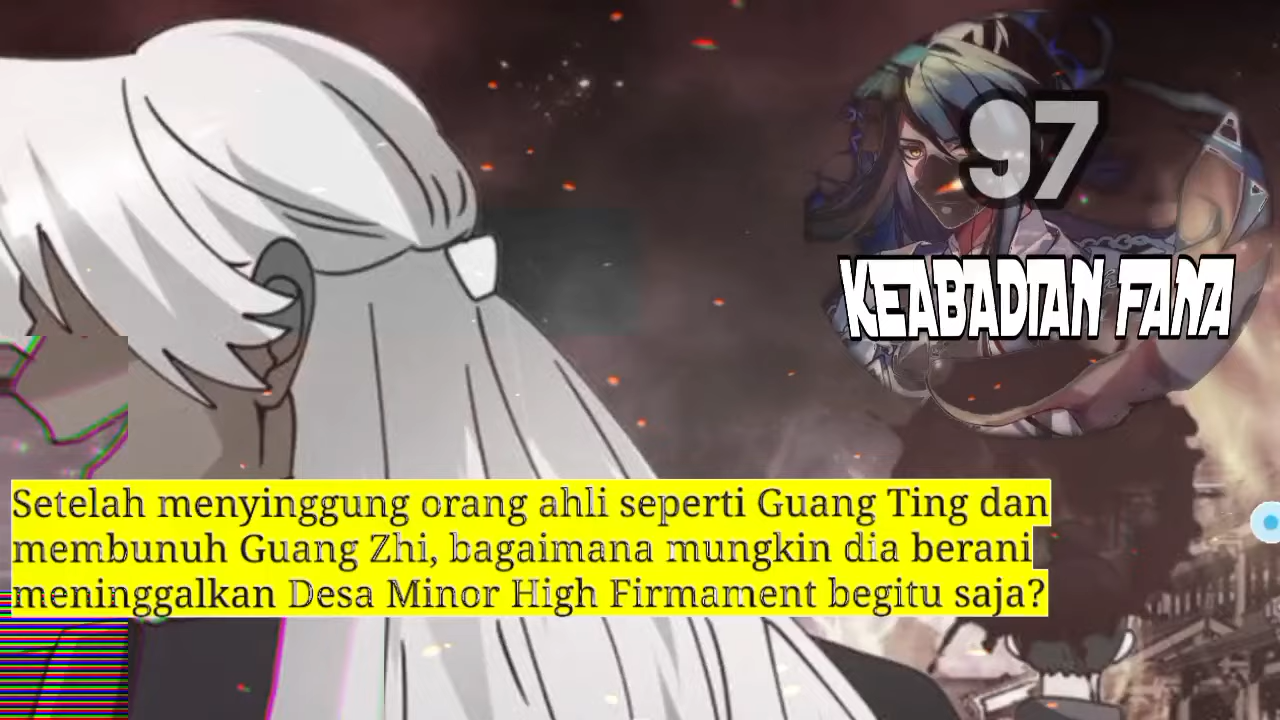 97
KEABADIAN FANA
Setelah menyinggung orang ahli seperti Guang Ting dan
membunuh Guang Zhi, bagaimana mungkin dia berani
meninggalkan Desa Minor High Firmament begitu saja?